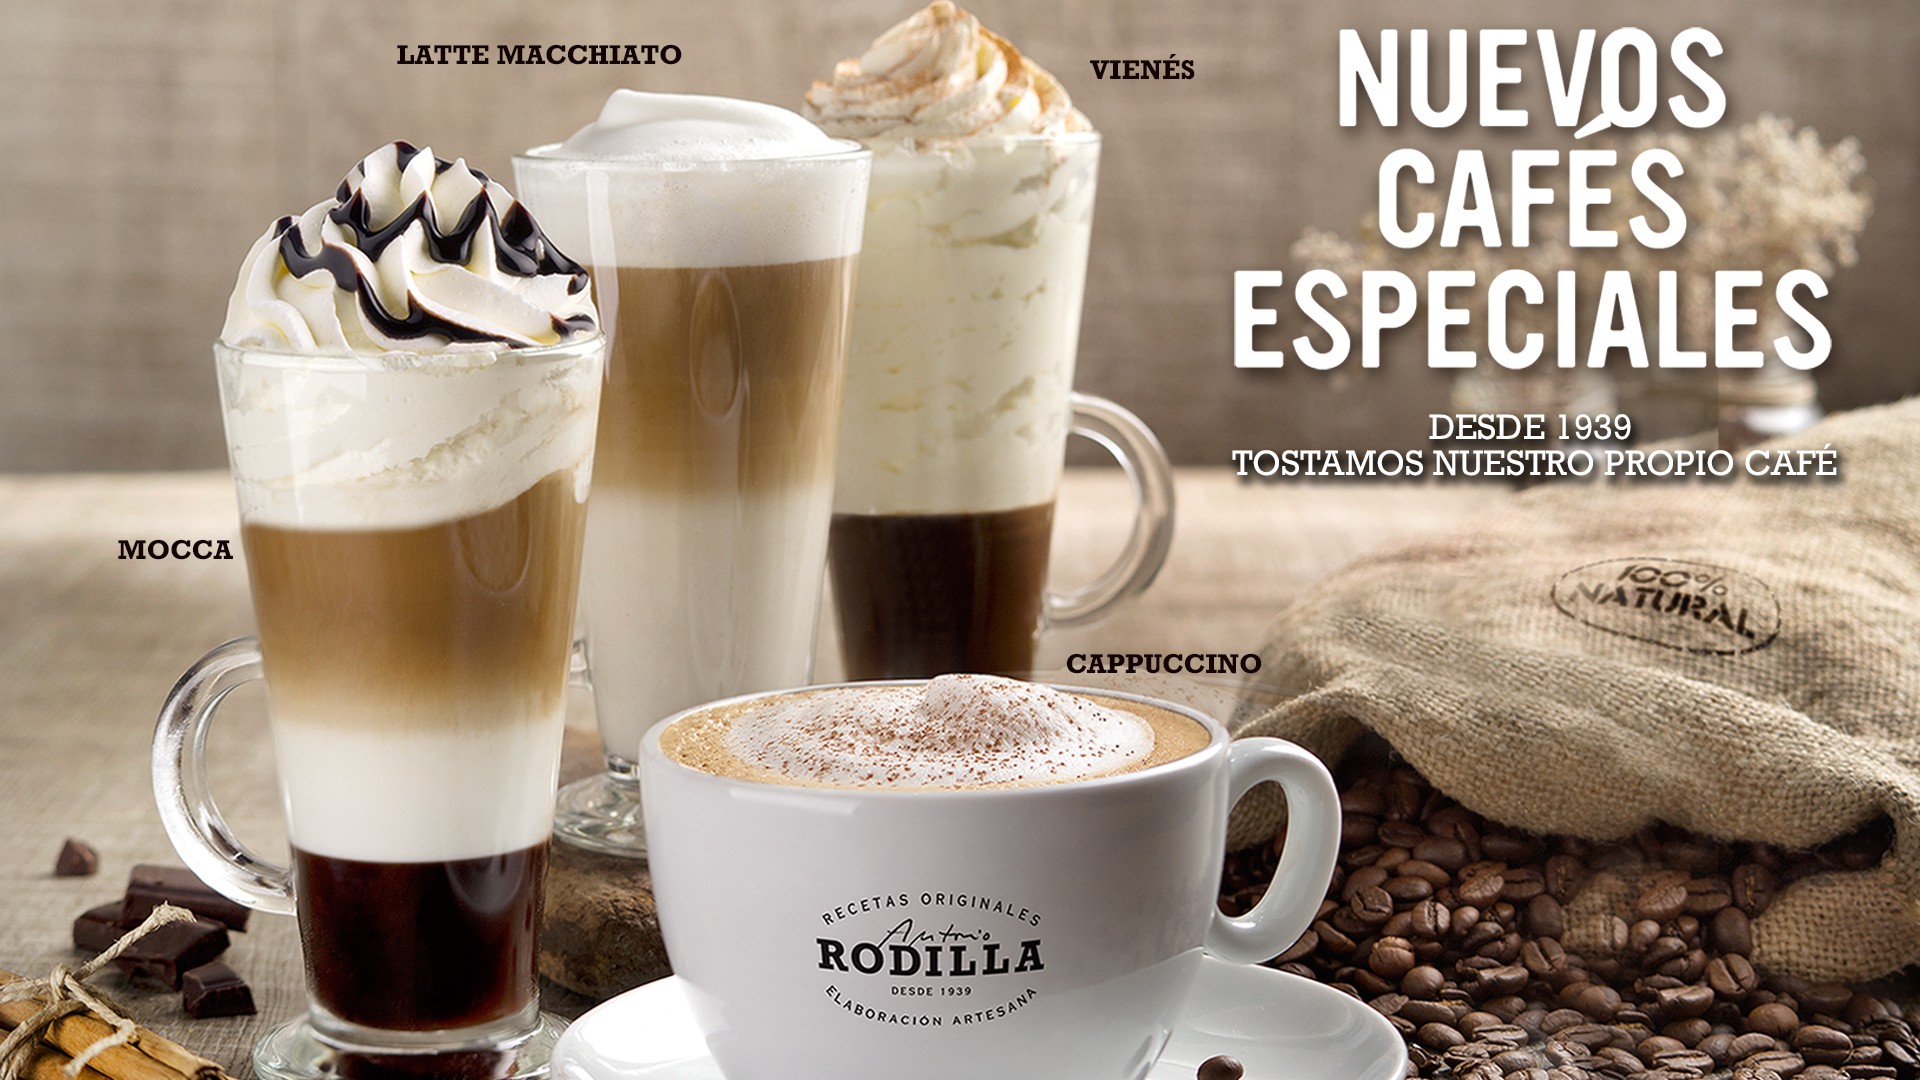 LATTE MACCHIATO
VIENÉS
NUEVOS
CAFÉS
ESPECIALES
DESDE 1939
TOSTAMOS NUESTRO PROPIO CAFÉ
MOCCA
100%
NATURAL
CAPPUCCINO
RECETAS ORIGINALES
Antonio
RODILLA
DESDE 1939
ELABORACIÓN ARTESANA